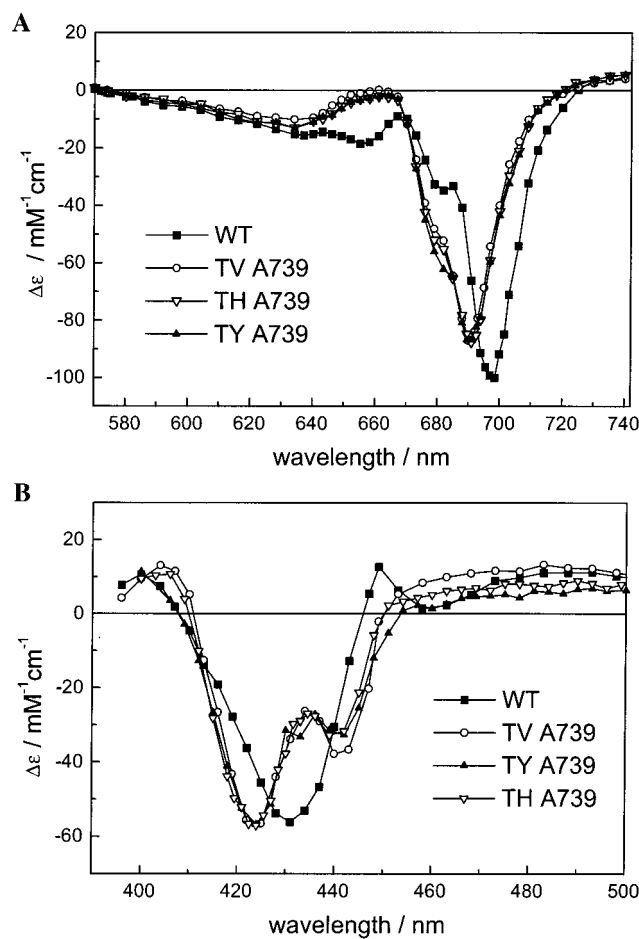 A
20
0
-20
-40
-60
-80
-100
Δε / mM⁻¹cm⁻¹
WT
TV A739
TH A739
TY A739
580 600 620 640 660 680 700 720 740
wavelength / nm
B
20
0
-20
-40
-60
Δε / mM⁻¹cm⁻¹
WT
TV A739
TY A739
TH A739
400 420 440 460 480 500
wavelength / nm